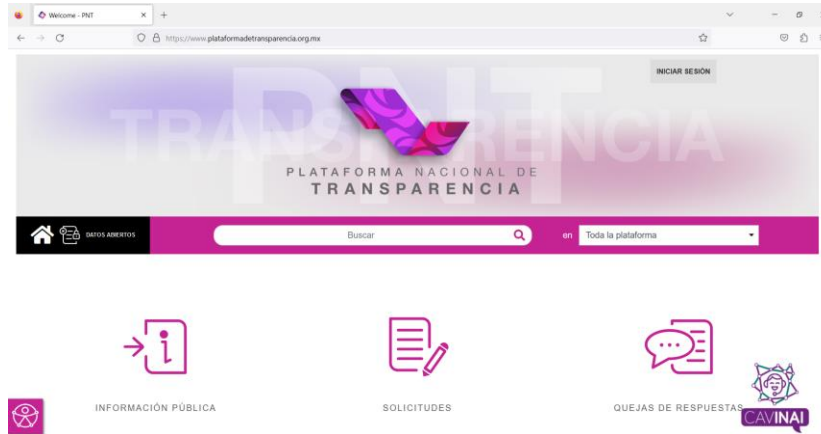 Welcome - PNT
https://www.plataformadetransparencia.org.mx
INICIAR SESIÓN
PNT
TRANSPARENCIA
PLATAFORMA NACIONAL DE
TRANSPARENCIA
DATOS ABIERTOS
Buscar
en
Toda la plataforma
INFORMACIÓN PÚBLICA
SOLICITUDES
QUEJAS DE RESPUESTAS
CAVINAI